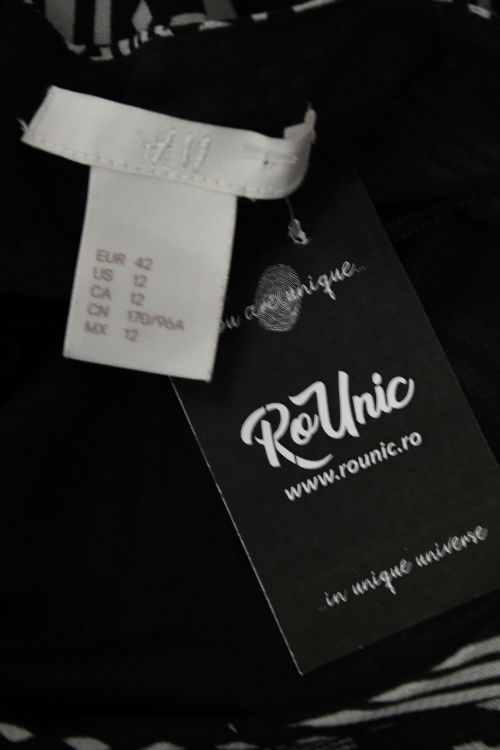 H&M
EUR 42
US 12
CA 12
CN 170/96A
MX 12
are unique...
RoUnic
www.rounic.ro
...in unique universe